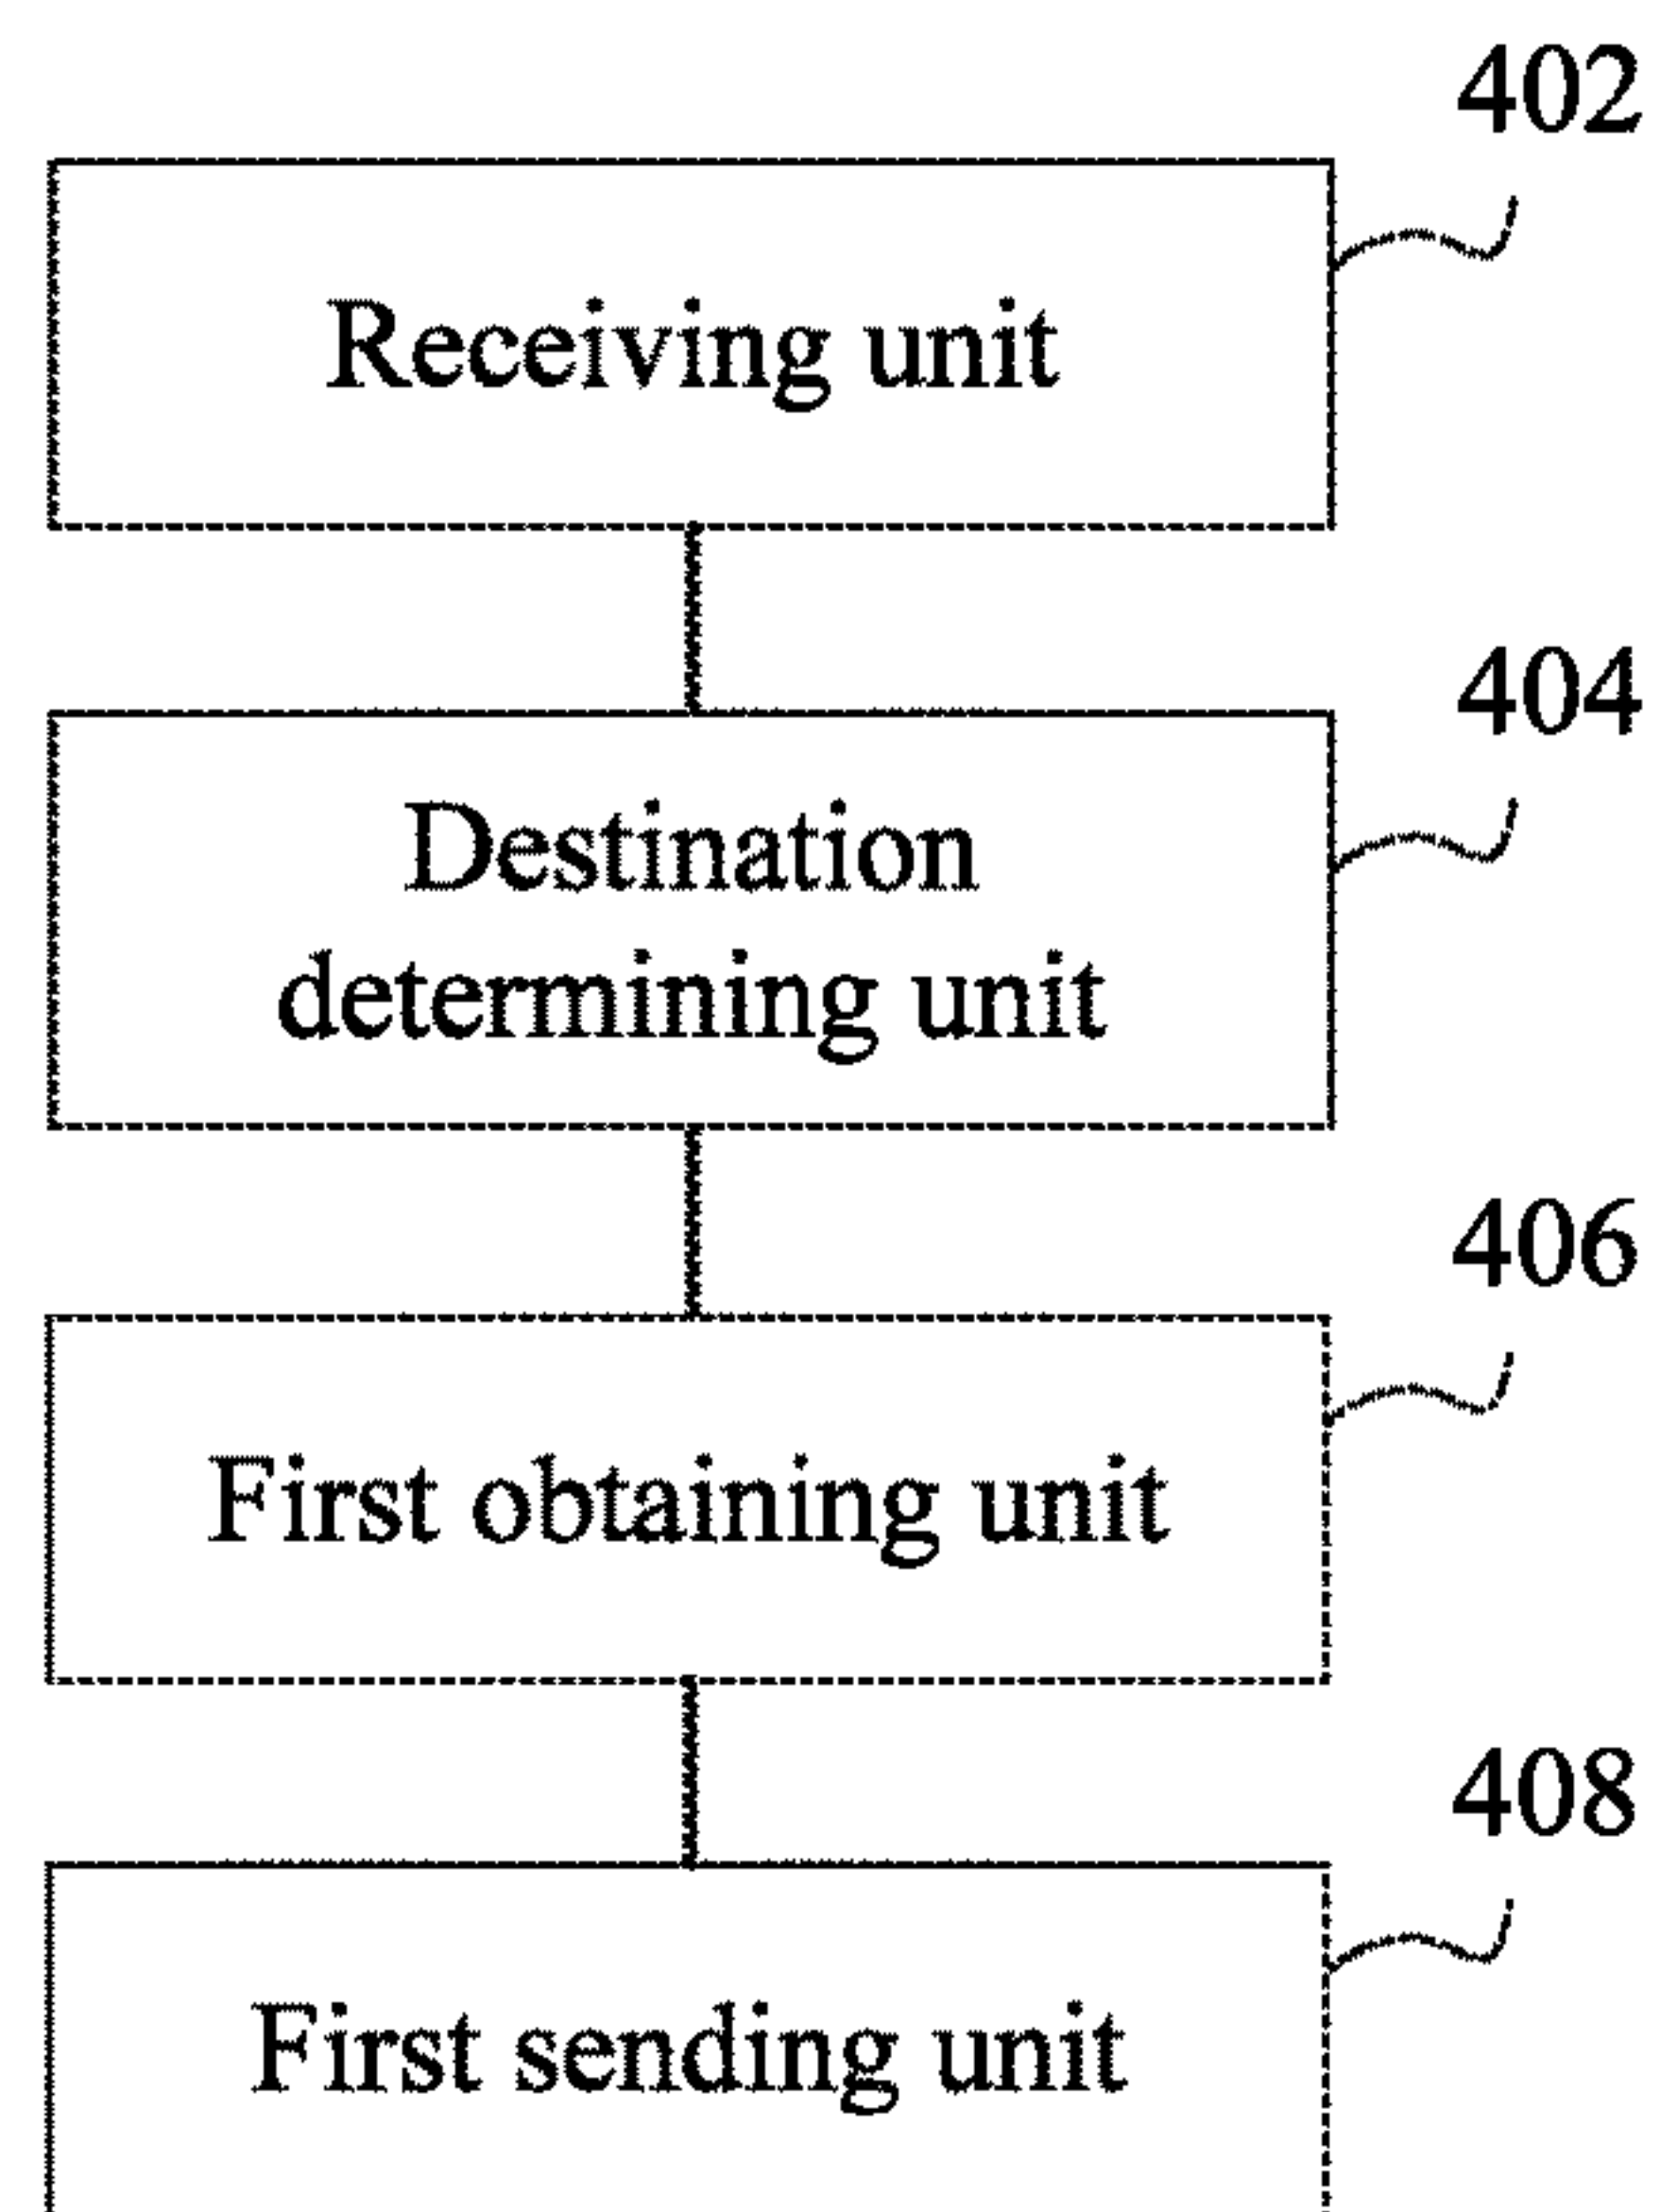 402
Receiving unit
404
Destination
determining unit
406
First obtaining unit
408
First sending unit